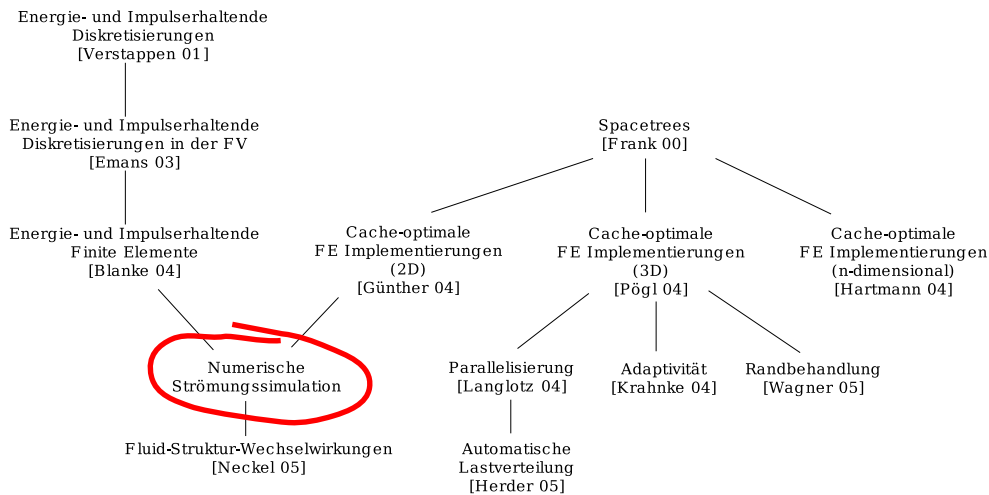 Energie- und Impulserhaltende
Diskretisierungen
[Verstappen 01]
Energie- und Impulserhaltende
Diskretisierungen in der FV
[Emans 03]
Spacetrees
[Frank 00]
Energie- und Impulserhaltende
Finite Elemente
[Blanke 04]
Cache-optimale
FE Implementierungen
(2D)
[Günther 04]
Cache-optimale
FE Implementierungen
(3D)
[Pögl 04]
Cache-optimale
FE Implementierungen
(n-dimensional)
[Hartmann 04]
Numerische
Strömungssimulation
Parallelisierung
[Langlotz 04]
Adaptivität
[Krahnke 04]
Randbehandlung
[Wagner 05]
Fluid-Struktur-Wechselwirkungen
[Neckel 05]
Automatische
Lastverteilung
[Herder 05]